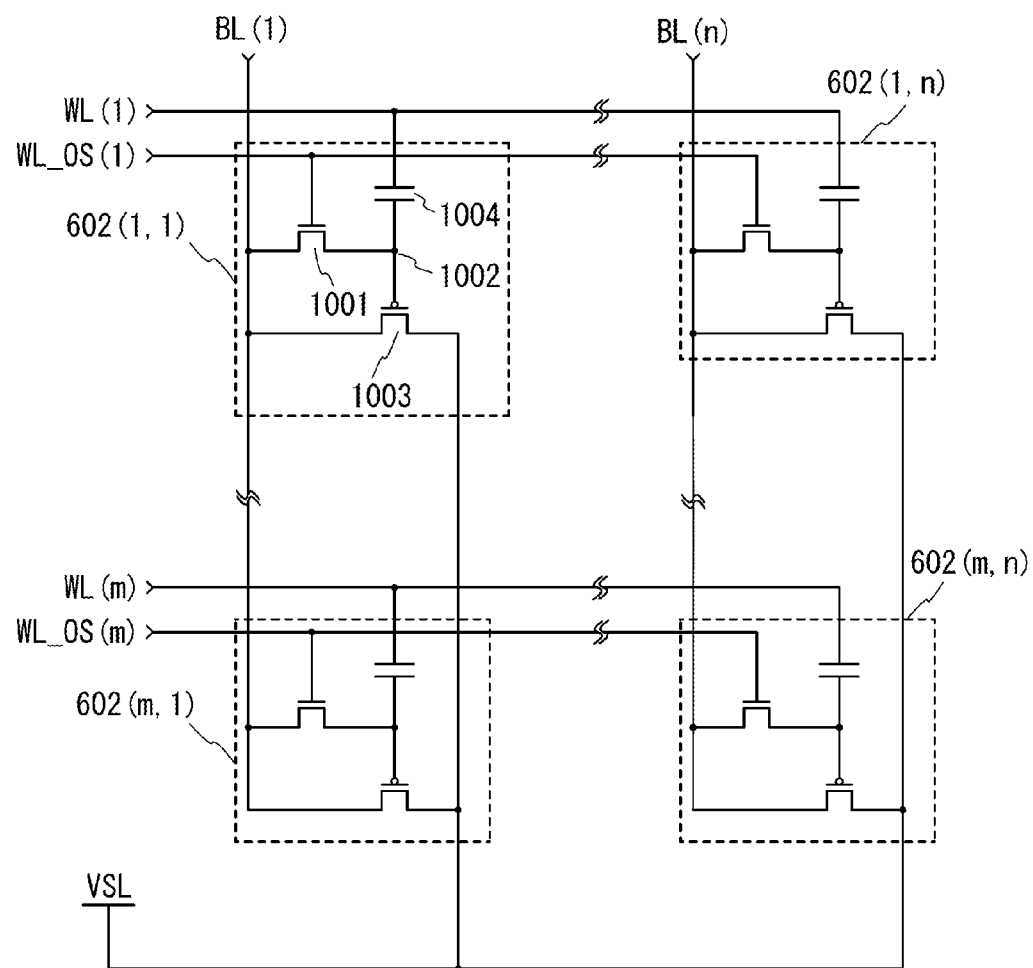 BL(1)
BL(n)
602(1, n)
WL(1)
WL_OS(1)
602(1, 1)
1004
1002
1001
1003
WL(m)
WL_OS(m)
602(m, n)
602(m, 1)
VSL